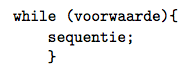 while (voorwaarde){
    sequentie;
    }